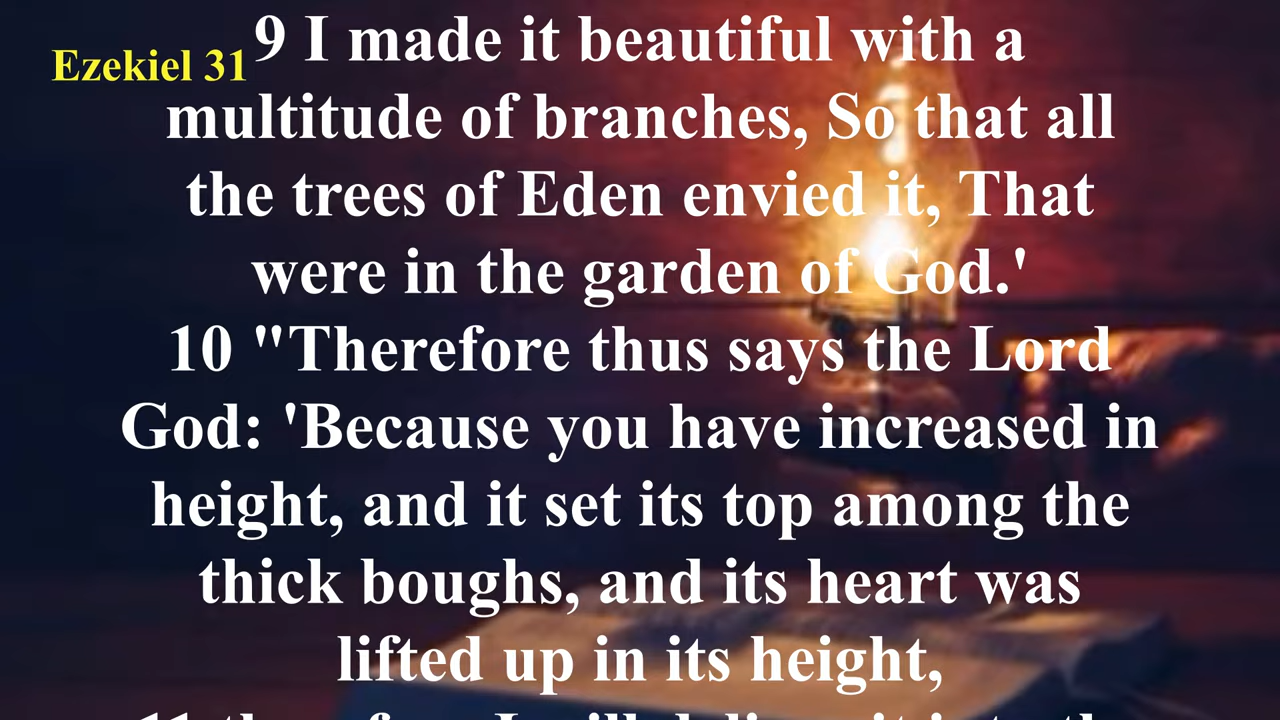 Ezekiel 31
9 I made it beautiful with a
multitude of branches, So that all
the trees of Eden envied it, That
were in the garden of God.'
10 "Therefore thus says the Lord
God: 'Because you have increased in
height, and it set its top among the
thick boughs, and its heart was
lifted up in its height,